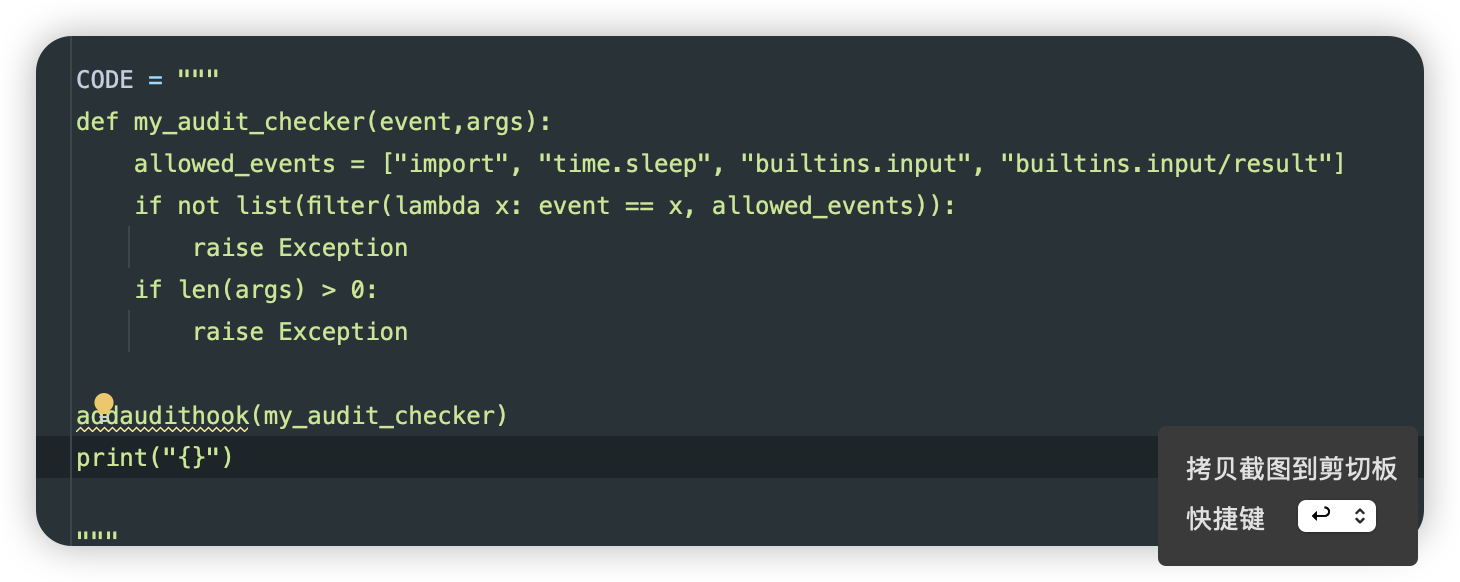 CODE = """
def my_audit_checker(event,args):
    allowed_events = ["import", "time.sleep", "builtins.input", "builtins.input/result"]
    if not list(filter(lambda x: event == x, allowed_events)):
        raise Exception
    if len(args) > 0:
        raise Exception

addaudithook(my_audit_checker)
print("{}")

"""
拷贝截图到剪切板
快捷键